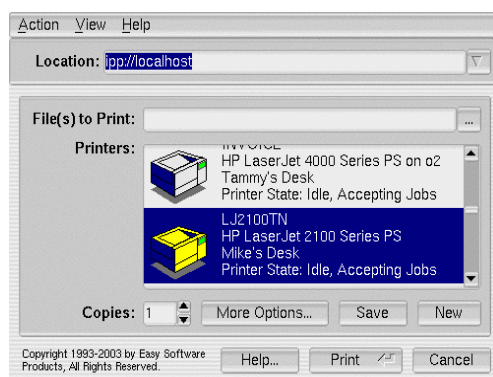 Action View Help
Location: ipp://localhost
File(s) to Print:
...
Printers:
INVOICE
HP LaserJet 4000 Series PS on o2
Tammy's Desk
Printer State: Idle, Accepting Jobs
LJ2100TN
HP LaserJet 2100 Series PS
Mike's Desk
Printer State: Idle, Accepting Jobs
Copies: 1 More Options... Save New
Copyright 1993-2003 by Easy Software
Products, All Rights Reserved.
Help... Print Cancel